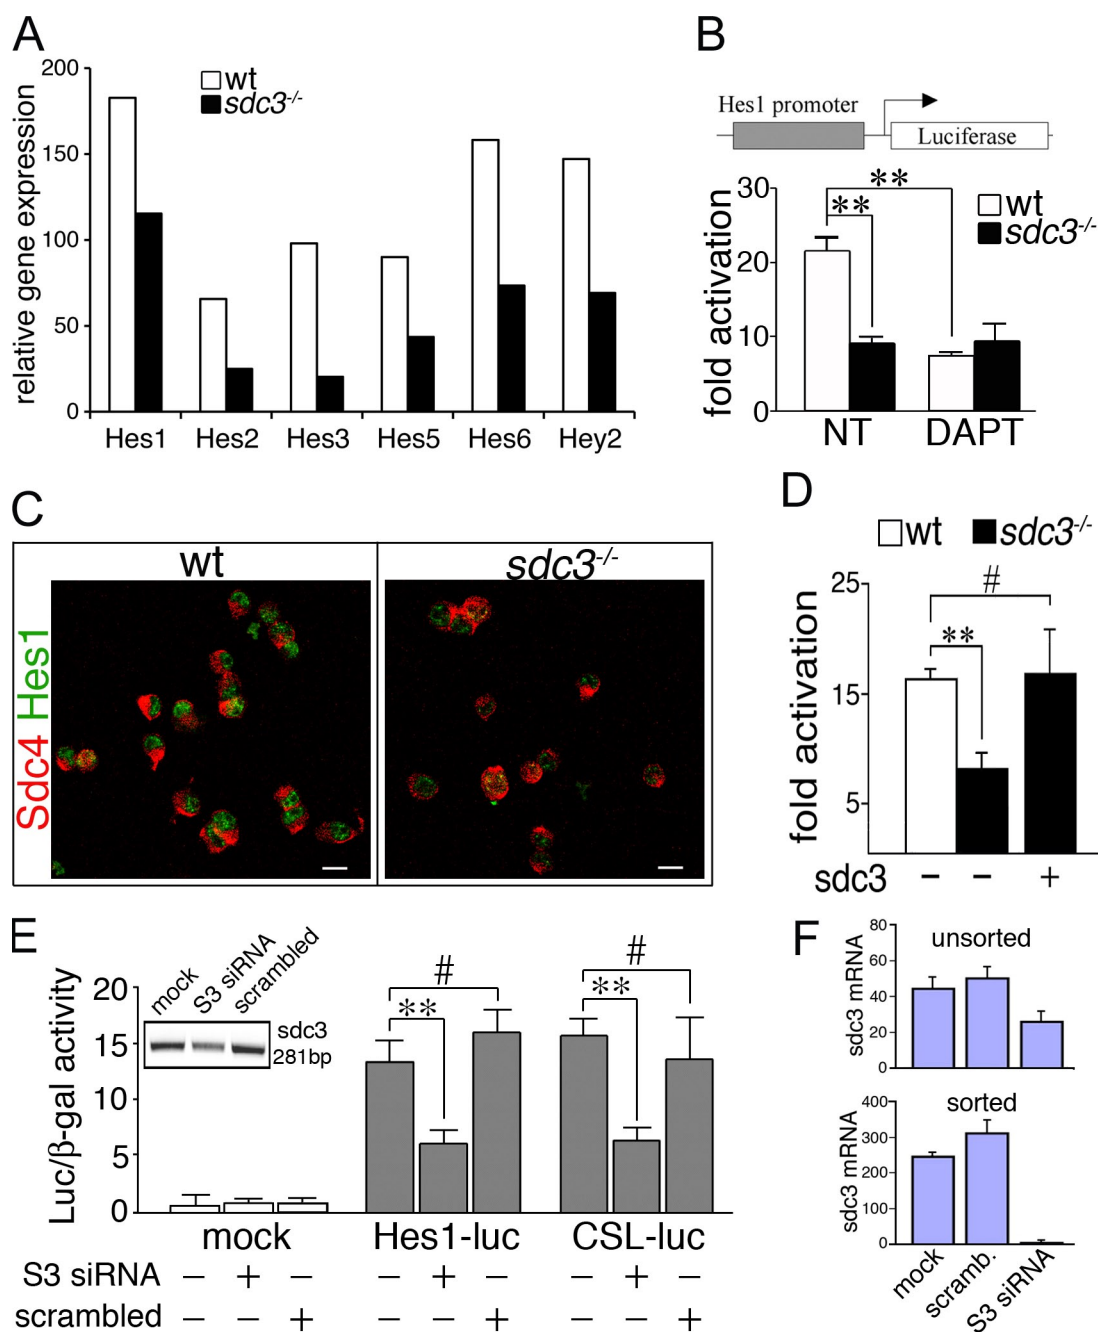 A
200
150
100
50
0
relative gene expression
wt
sdc3-/-
Hes1 Hes2 Hes3 Hes5 Hes6 Hey2
B
Hes1 promoter
Luciferase
30
20
10
0
fold activation
**
**
wt
sdc3-/-
NT DAPT
C
wt
sdc3-/-
Sdc4 Hes1
D
wt sdc3-/-
25
15
5
fold activation
#
**
sdc3 − − +
E
20
15
10
5
0
Luc/β-gal activity
mock S3 siRNA scrambled
sdc3
281bp
#
**
#
**
mock Hes1-luc CSL-luc
S3 siRNA − + − − + − − + −
scrambled − − + − − + − − +
F
80
60
40
20
0
sdc3 mRNA
unsorted
400
300
200
100
0
sdc3 mRNA
sorted
mock scramb. S3 siRNA